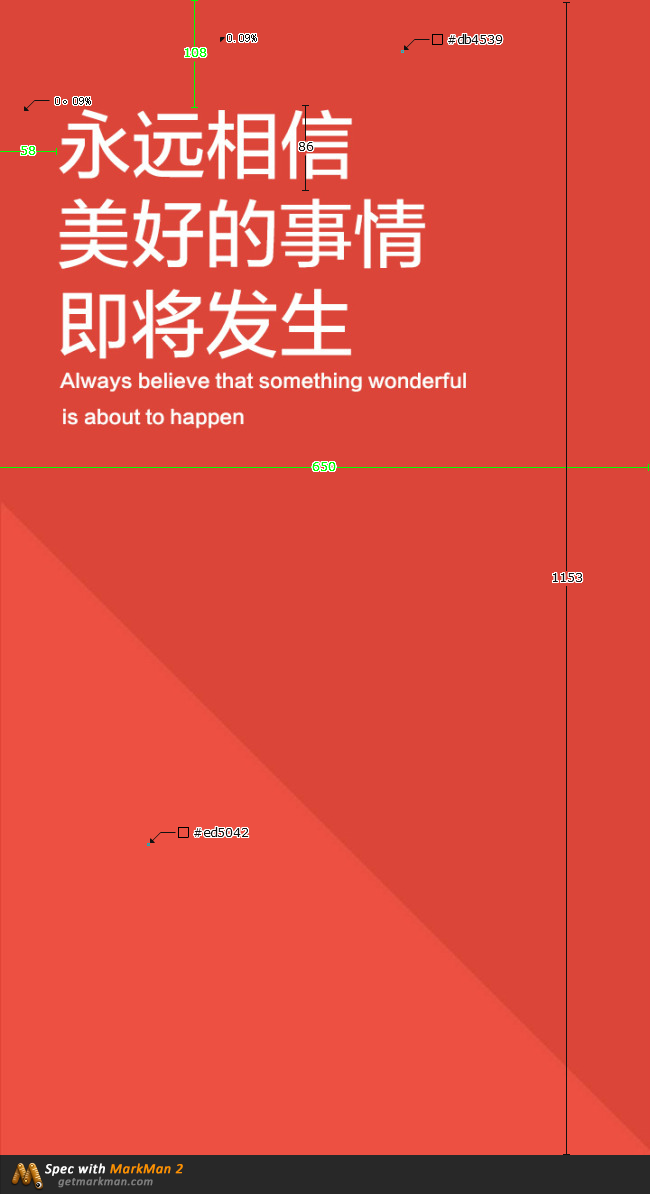 108
0.09%
#db4539
0。09%
58
86
永远相信
美好的事情
即将发生
Always believe that something wonderful
is about to happen
650
1153
#ed5042
Spec with MarkMan 2
getmarkman.com